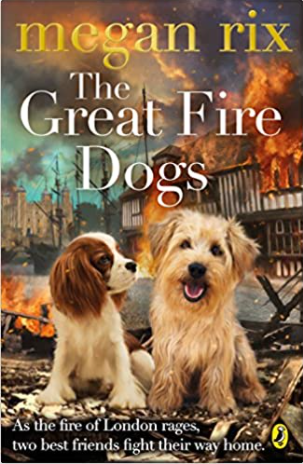 megan rix
The
Great Fire
Dogs
As the fire of London rages,
two best friends fight their way home.